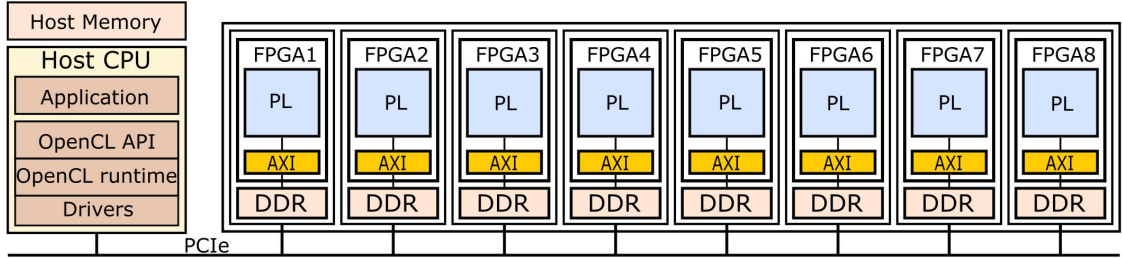 Host Memory
Host CPU
Application
OpenCL API
OpenCL runtime
Drivers
PCIe
FPGA1 FPGA2 FPGA3 FPGA4 FPGA5 FPGA6 FPGA7 FPGA8
PL PL PL PL PL PL PL PL
AXI AXI AXI AXI AXI AXI AXI AXI
DDR DDR DDR DDR DDR DDR DDR DDR